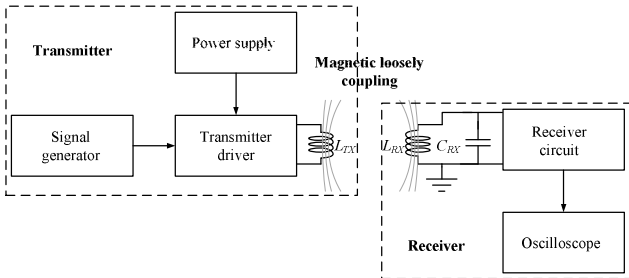 Transmitter
Power supply
Magnetic loosely
coupling
Signal
generator
Transmitter
driver
LTX
LRX
CRX
Receiver
circuit
Receiver
Oscilloscope